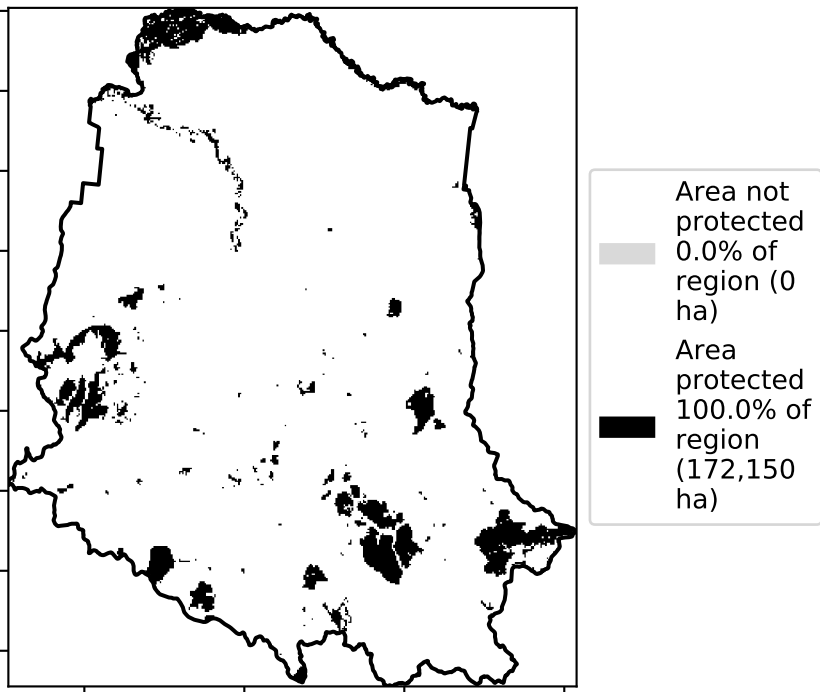 Area not
protected
0.0% of
region (0
ha)
Area
protected
100.0% of
region
(172,150
ha)